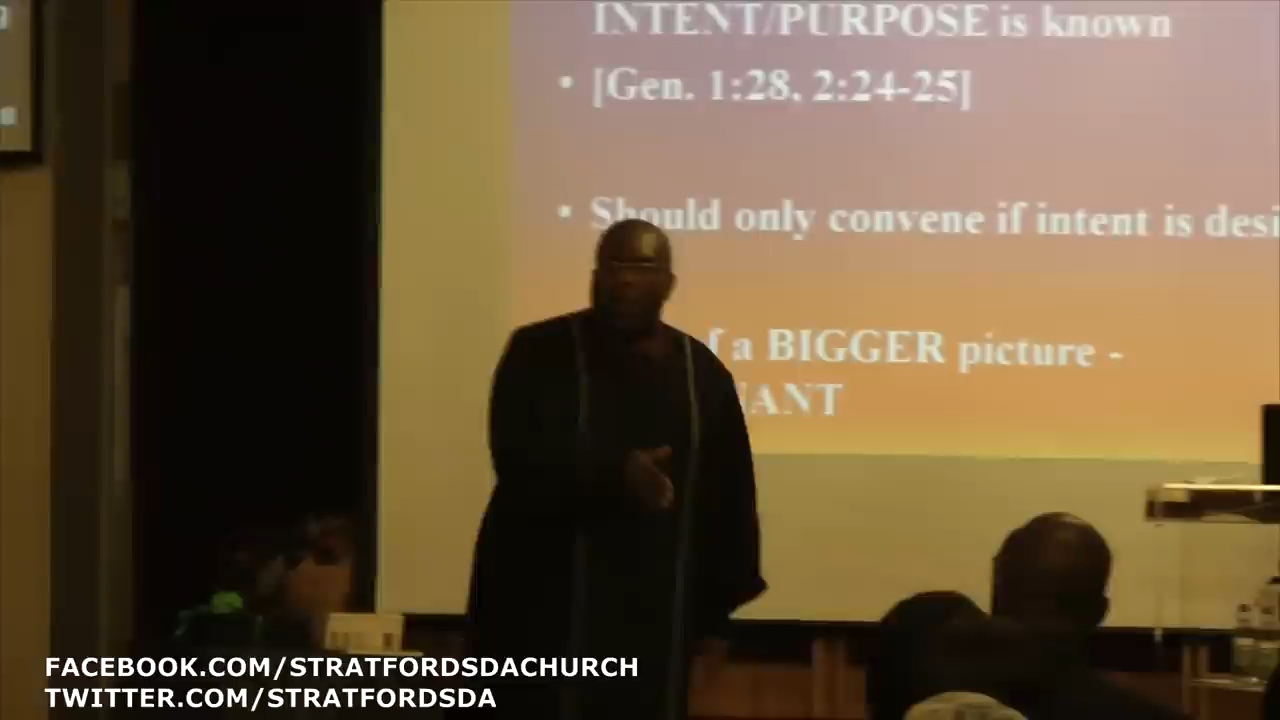 INTENT/PURPOSE is known
• [Gen. 1:28, 2:24-25]
• Should only convene if intent is desi
f a BIGGER picture -
ANT
FACEBOOK.COM/STRATFORDSDACHURCH
TWITTER.COM/STRATFORDSDA